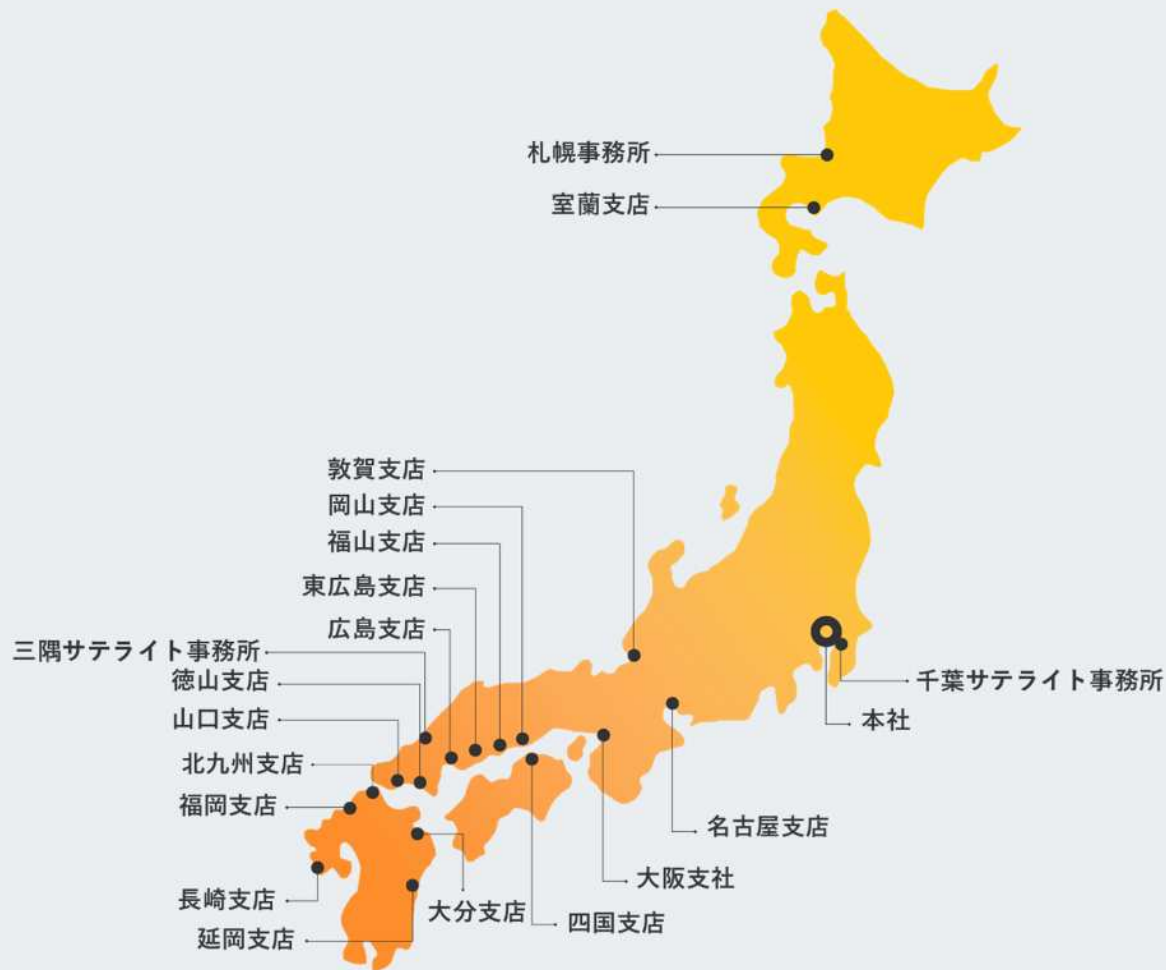 札幌事務所
室蘭支店
敦賀支店
岡山支店
福山支店
東広島支店
広島支店
三隅サテライト事務所
徳山支店
山口支店
北九州支店
福岡支店
長崎支店
延岡支店
大分支店
四国支店
大阪支社
名古屋支店
本社
千葉サテライト事務所